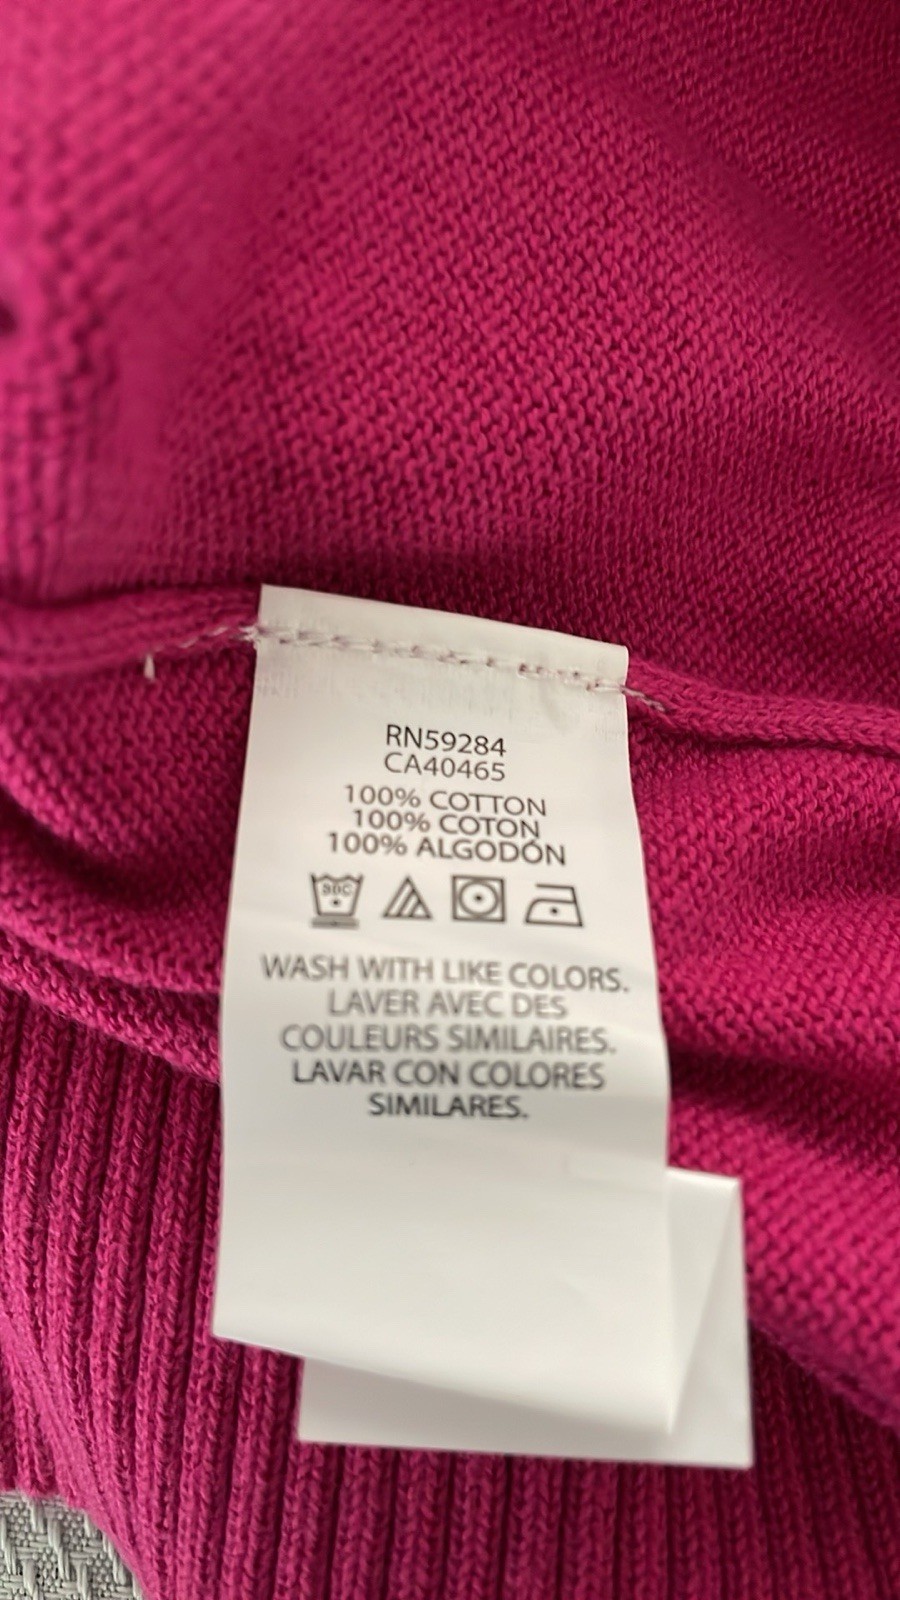 RN59284
CA40465
100% COTTON
100% COTON
100% ALGODÓN
30C
WASH WITH LIKE COLORS.
LAVER AVEC DES
COULEURS SIMILAIRES.
LAVAR CON COLORES
SIMILARES.